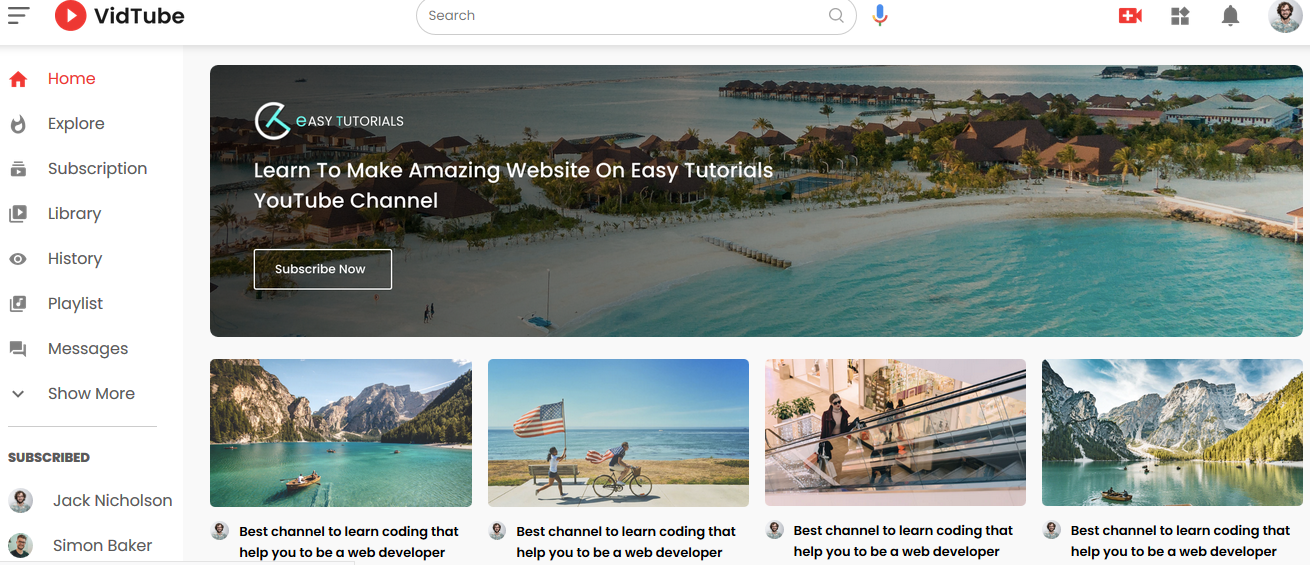 VidTube
Search
Home
Explore
Subscription
Library
History
Playlist
Messages
Show More
SUBSCRIBED
Jack Nicholson
Simon Baker
eASY TUTORIALS
Learn To Make Amazing Website On Easy Tutorials
YouTube Channel
Subscribe Now
Best channel to learn coding that
help you to be a web developer
Best channel to learn coding that
help you to be a web developer
Best channel to learn coding that
help you to be a web developer
Best channel to learn coding that
help you to be a web developer